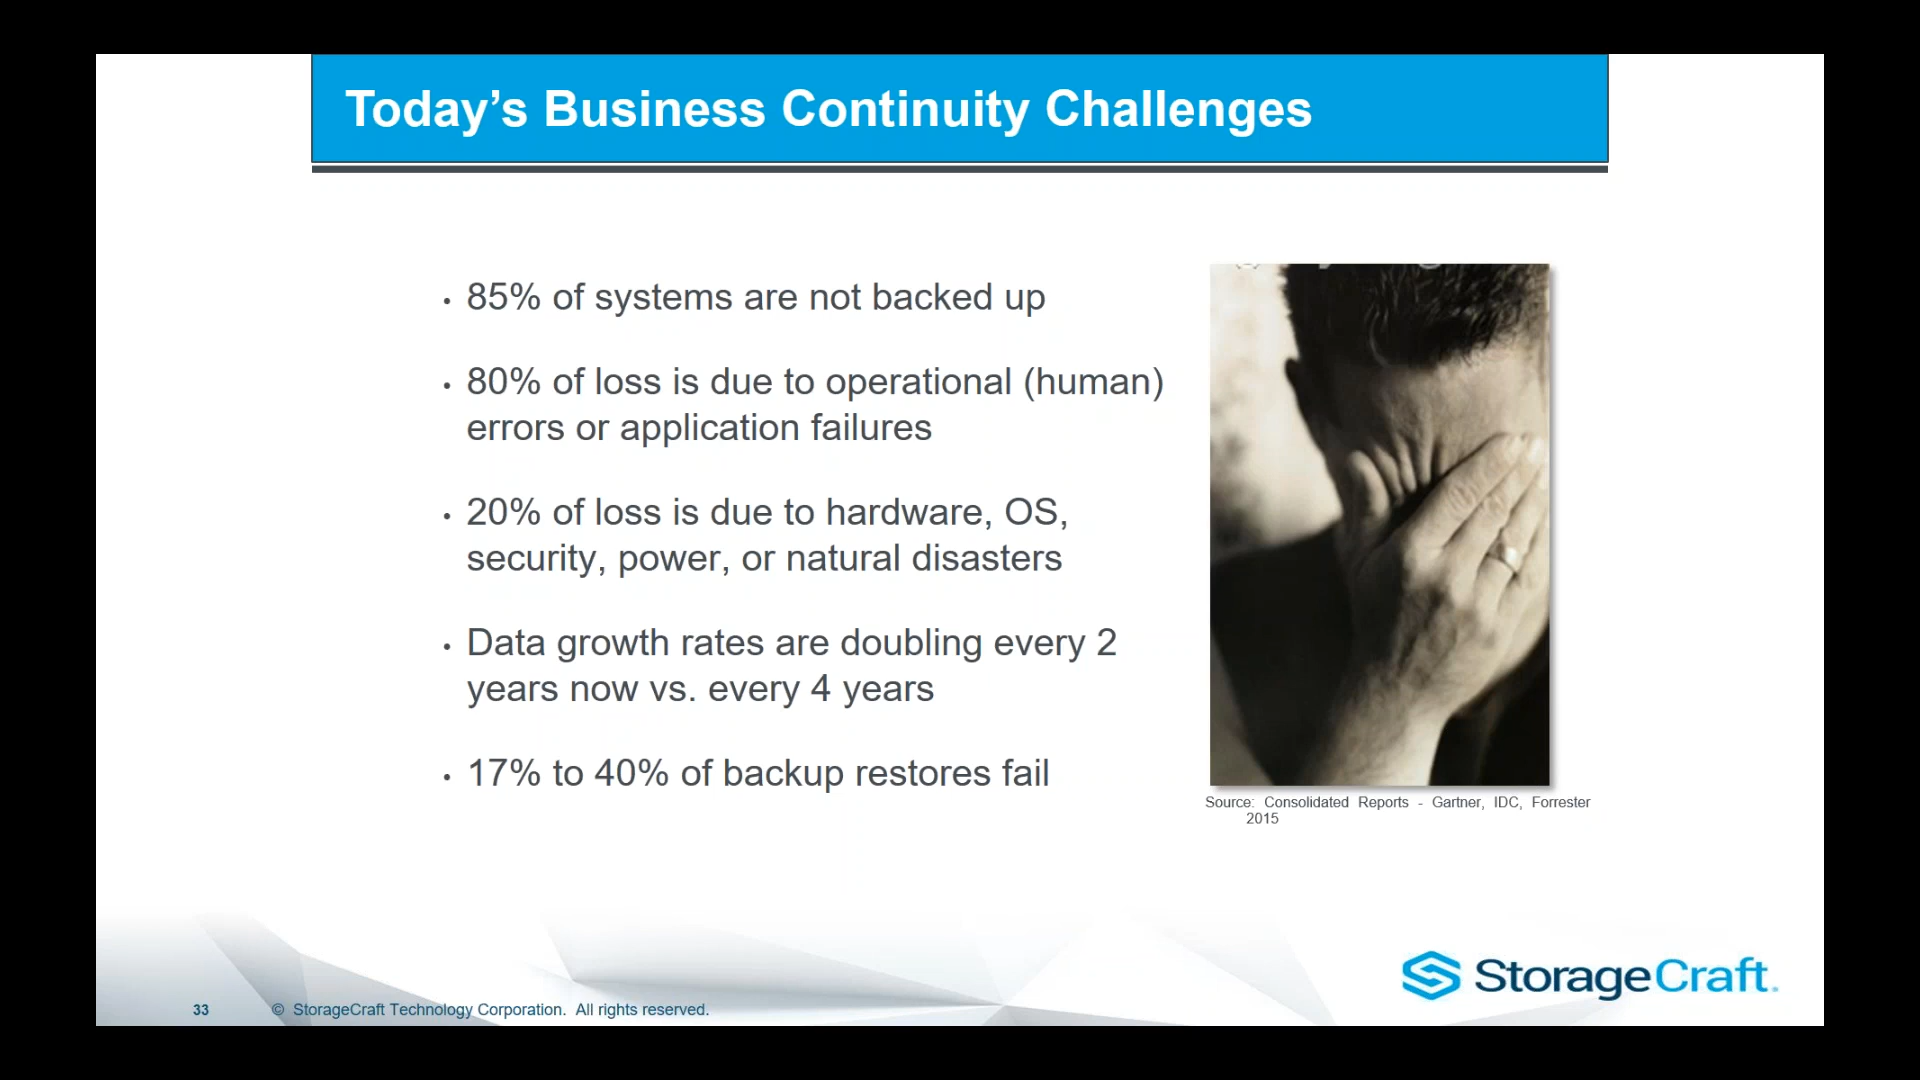 Today’s Business Continuity Challenges
• 85% of systems are not backed up
• 80% of loss is due to operational (human)
errors or application failures
• 20% of loss is due to hardware, OS,
security, power, or natural disasters
• Data growth rates are doubling every 2
years now vs. every 4 years
• 17% to 40% of backup restores fail
Source: Consolidated Reports - Gartner, IDC, Forrester
2015
StorageCraft.
33 © StorageCraft Technology Corporation. All rights reserved.